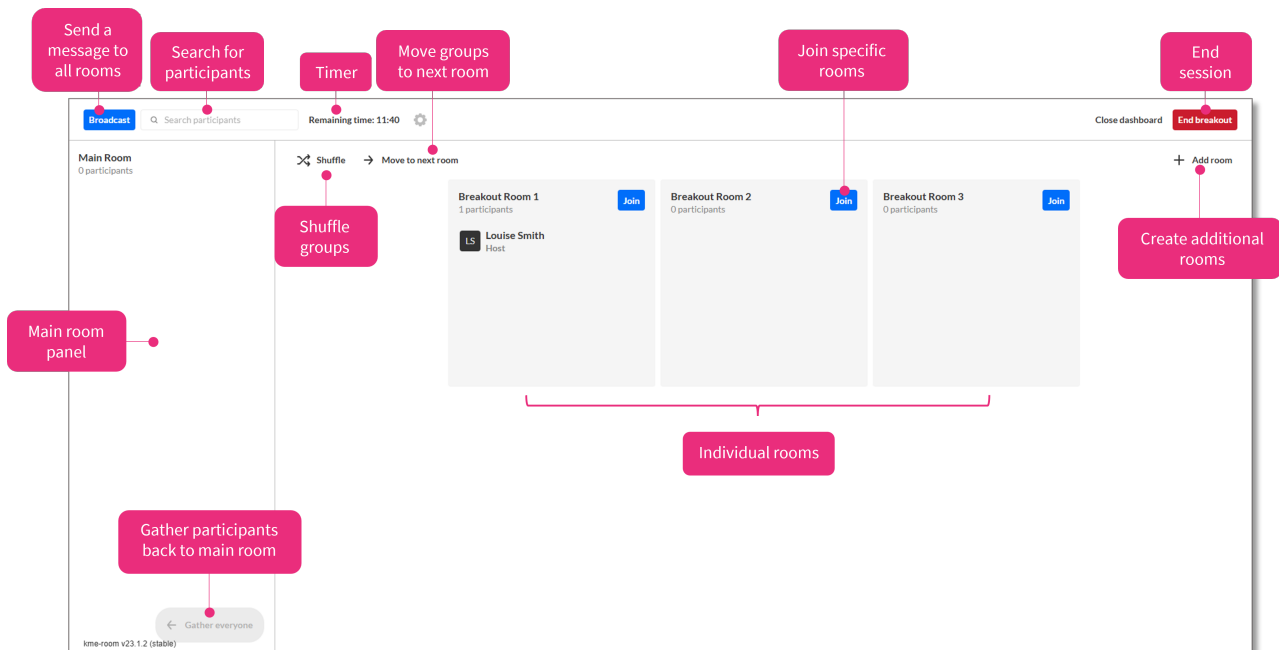 Send a
message to
all rooms
Search for
participants
Timer
Move groups
to next room
Join specific
rooms
End
session
Broadcast
Search participants
Remaining time: 11:40
Close dashboard
End breakout
Main Room
0 participants
Shuffle
Move to next room
Add room
Breakout Room 1
1 participants
Join
Breakout Room 2
0 participants
Join
Breakout Room 3
0 participants
Join
LS
Louise Smith
Host
Shuffle
groups
Create additional
rooms
Main room
panel
Individual rooms
Gather participants
back to main room
Gather everyone
kme-room v23.1.2 (stable)